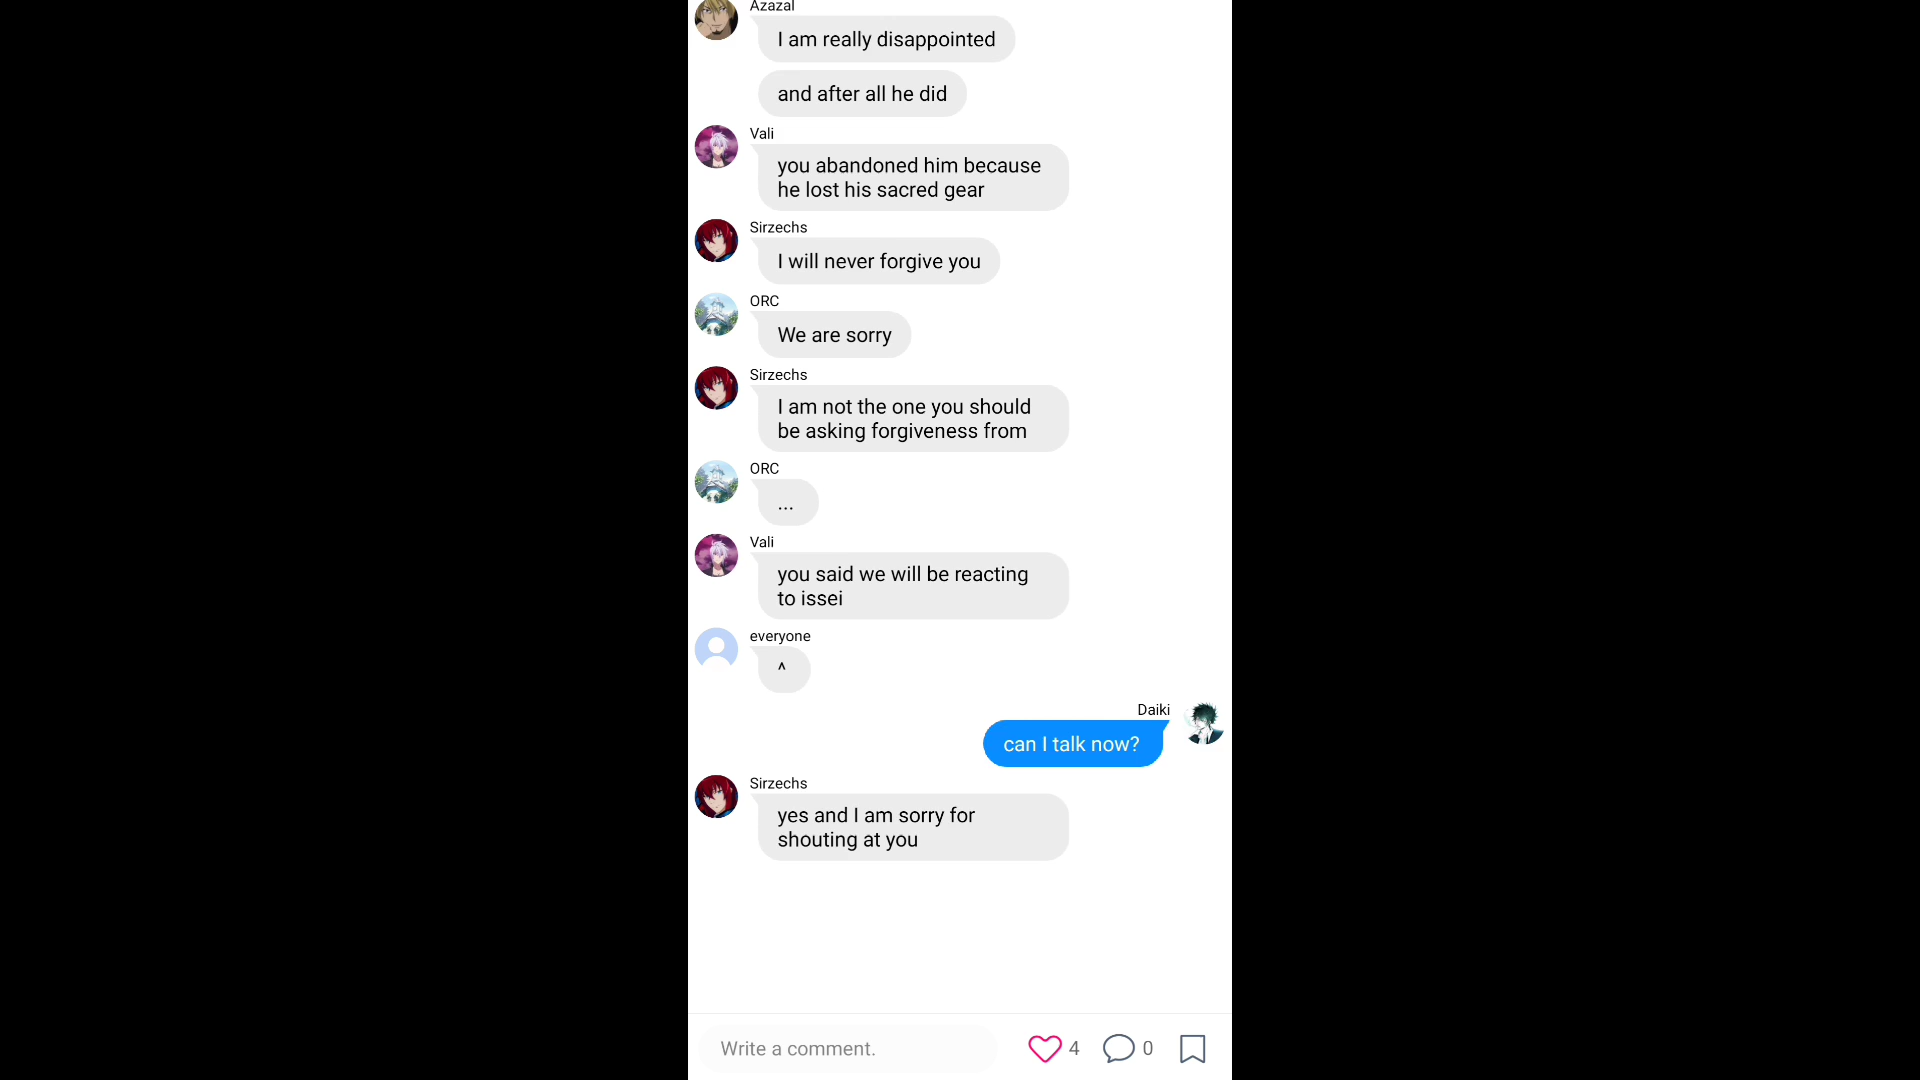 Azazal
I am really disappointed
and after all he did
Vali
you abandoned him because
he lost his sacred gear
Sirzechs
I will never forgive you
ORC
We are sorry
Sirzechs
I am not the one you should
be asking forgiveness from
ORC
...
Vali
you said we will be reacting
to issei
everyone
^
Daiki
can I talk now?
Sirzechs
yes and I am sorry for
shouting at you
Write a comment.
4
0